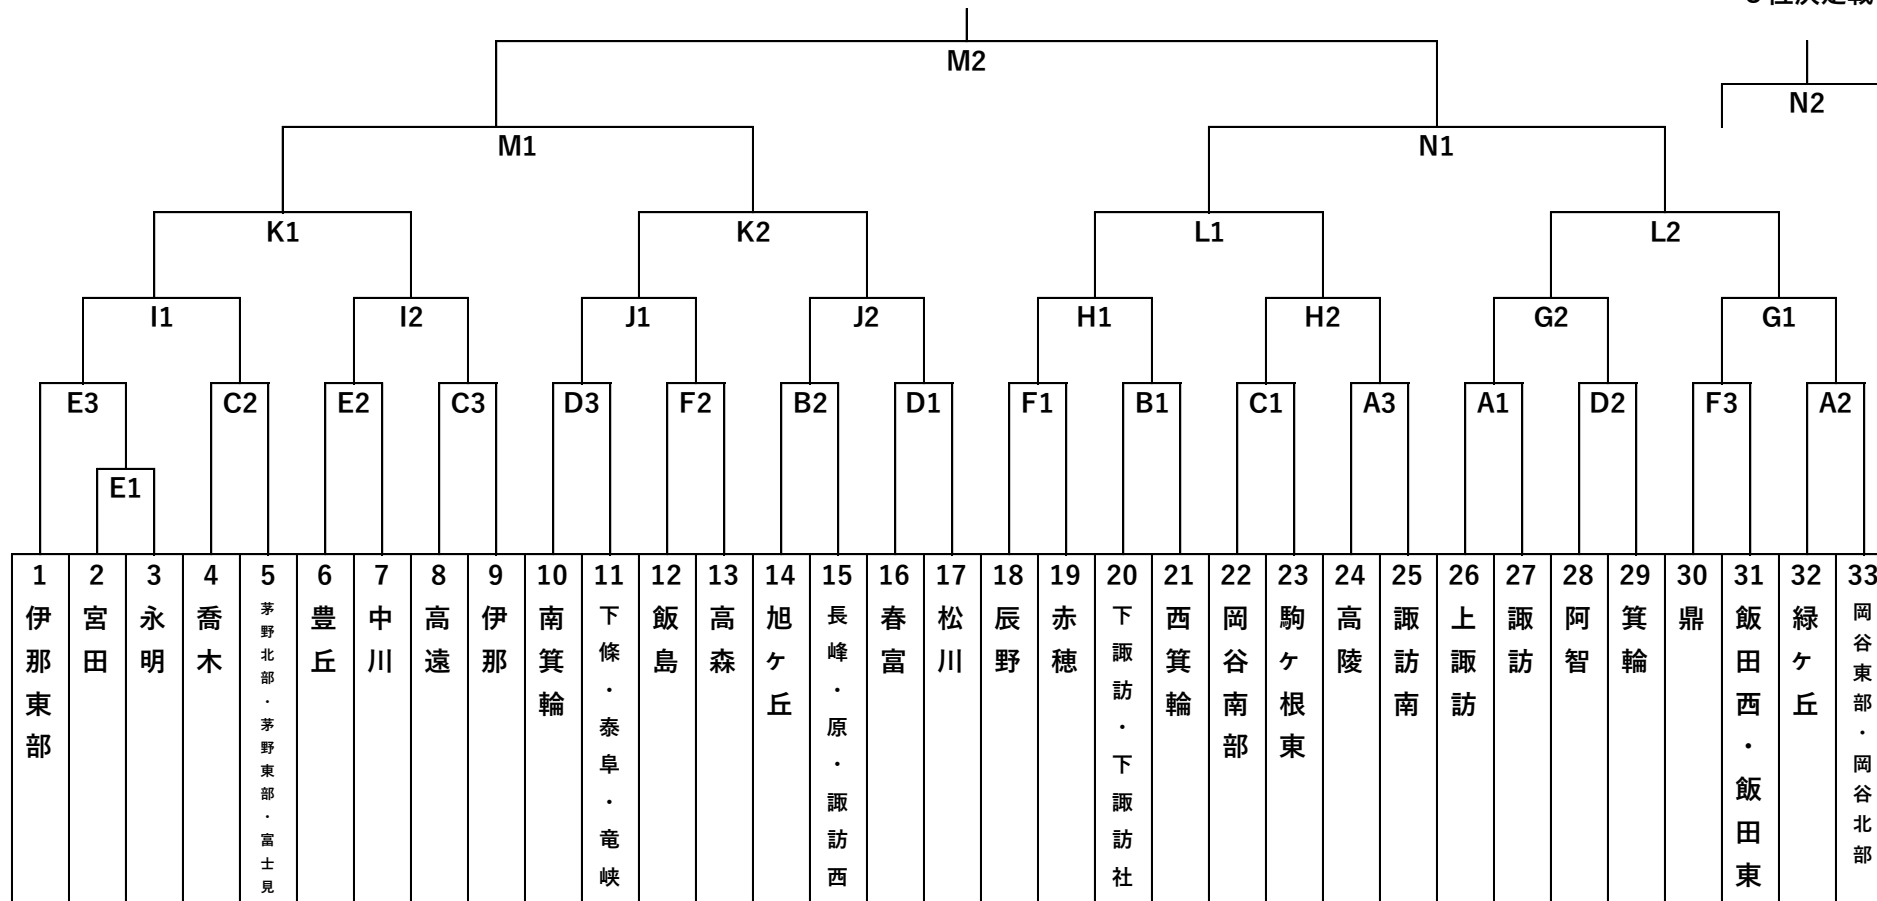 M2
N2
M1
N1
K1
K2
L1
L2
I1
I2
J1
J2
H1
H2
G2
G1
E3
C2
E2
C3
D3
F2
B2
D1
F1
B1
C1
A3
A1
D2
F3
A2
E1
1
伊那東部
2
宮田
3
永明
4
喬木
5
茅野北部・茅野東部・富士見
6
豊丘
7
中川
8
高遠
9
伊那
10
南箕輪
11
下條・泰阜・竜峡
12
飯島
13
高森
14
旭ヶ丘
15
長峰・原・諏訪西
16
春富
17
松川
18
辰野
19
赤穂
20
下諏訪・下諏訪社
21
西箕輪
22
岡谷南部
23
駒ヶ根東
24
高陵
25
諏訪南
26
上諏訪
27
諏訪
28
阿智
29
箕輪
30
鼎
31
飯田西・飯田東
32
緑ヶ丘
33
岡谷東部・岡谷北部